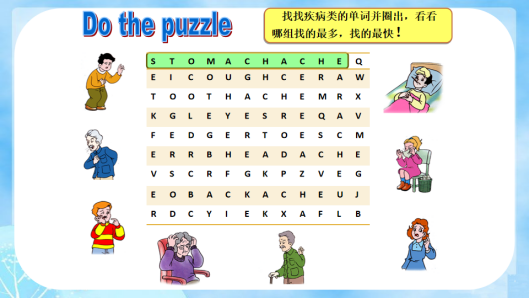 Do the puzzle
找找疾病类的单词并圈出，看看
哪组找的最多，找的最快！
S T O M A C H A C H E Q
E I C O U G H C E R A W
T O O T H A C H E M R X
K G L E Y E S R E Q A V
F E D G E R T O E S C M
E R R B H E A D A C H E
V S C R F G K P Z V E G
E O B A C K A C H E U J
R D C Y I E K X A F L B